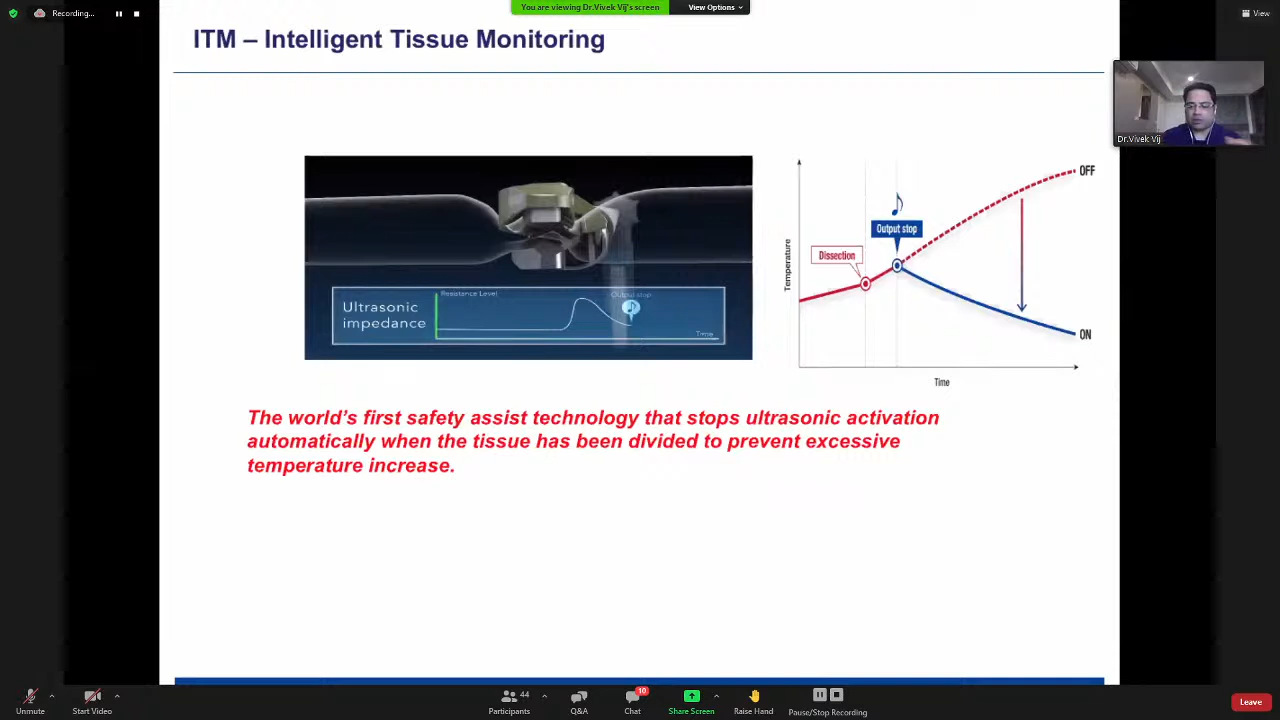 Recording...
You are viewing Dr.Vivek Vij's screen
View Options
View
ITM – Intelligent Tissue Monitoring
Dr.Vivek Vij
Ultrasonic
impedance
Resistance Level
Output stop
Time
Temperature
Dissection
Output stop
OFF
ON
Time
The world's first safety assist technology that stops ultrasonic activation
automatically when the tissue has been divided to prevent excessive
temperature increase.
Unmute
Start Video
44
Participants
Q&A
10
Chat
Share Screen
Raise Hand
Pause/Stop Recording
Leave